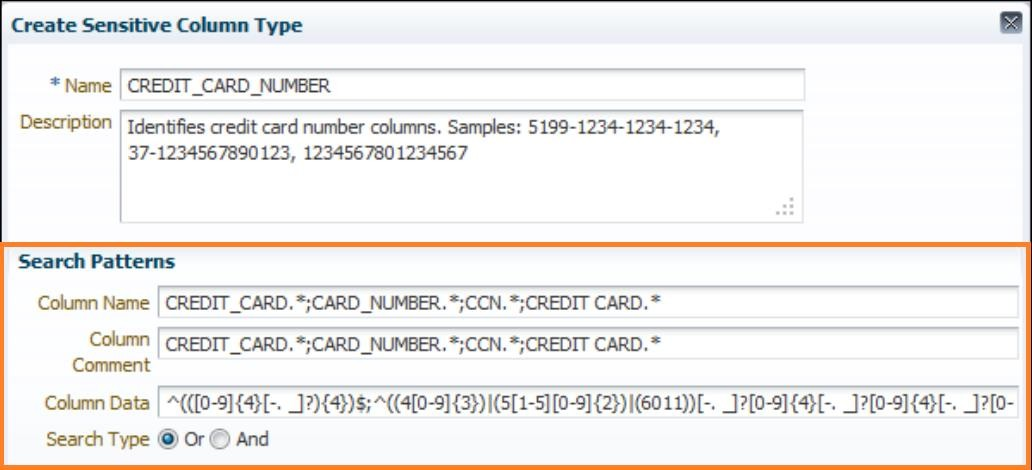 Create Sensitive Column Type
* Name CREDIT_CARD_NUMBER
Description Identifies credit card number columns. Samples: 5199-1234-1234-1234,
37-1234567890123, 1234567801234567
Search Patterns
Column Name CREDIT_CARD.*;CARD_NUMBER.*;CCN.*;CREDIT CARD.*
Column
Comment CREDIT_CARD.*;CARD_NUMBER.*;CCN.*;CREDIT CARD.*
Column Data ^(([0-9]{4}[-. _]?){4})$;^((4[0-9]{3})|(5[1-5][0-9]{2})|(6011))[-. _]?[0-9]{4}[-. _]?[0-9]{4}[-. _]?[0-
Search Type Or And